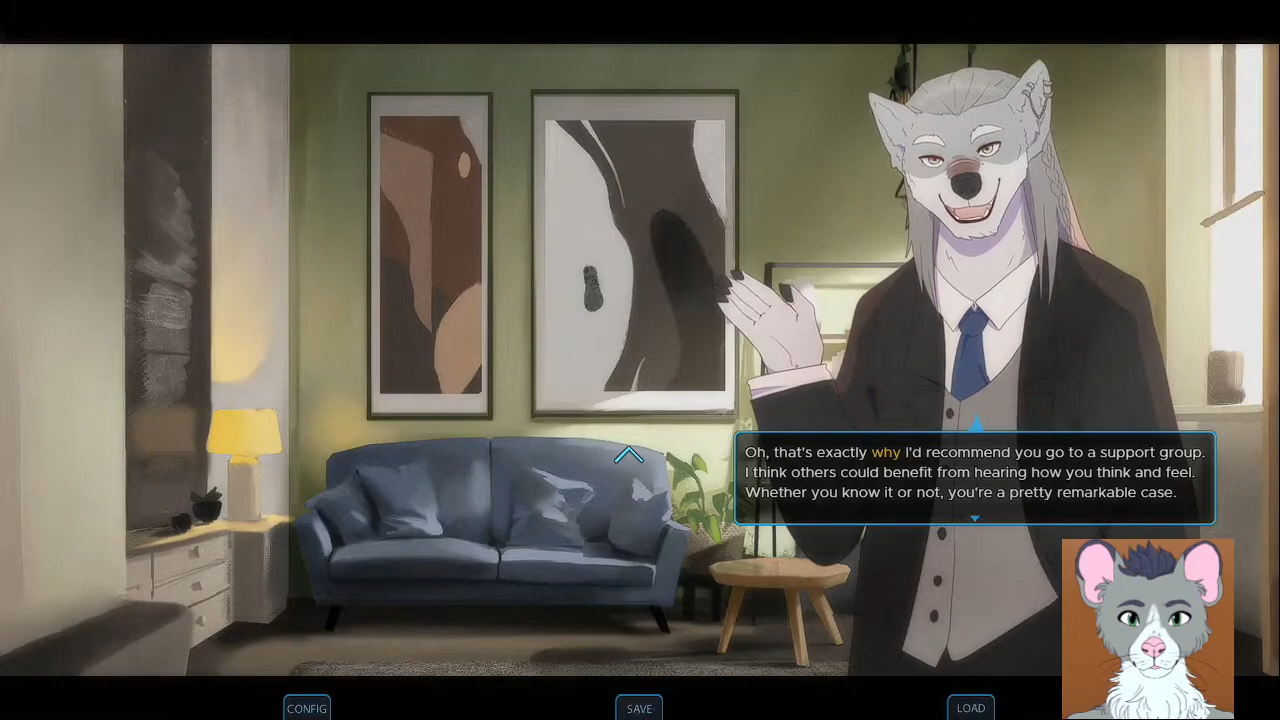 Oh, that's exactly why I'd recommend you go to a support group.
I think others could benefit from hearing how you think and feel.
Whether you know it or not, you're a pretty remarkable case.
CONFIG
SAVE
LOAD